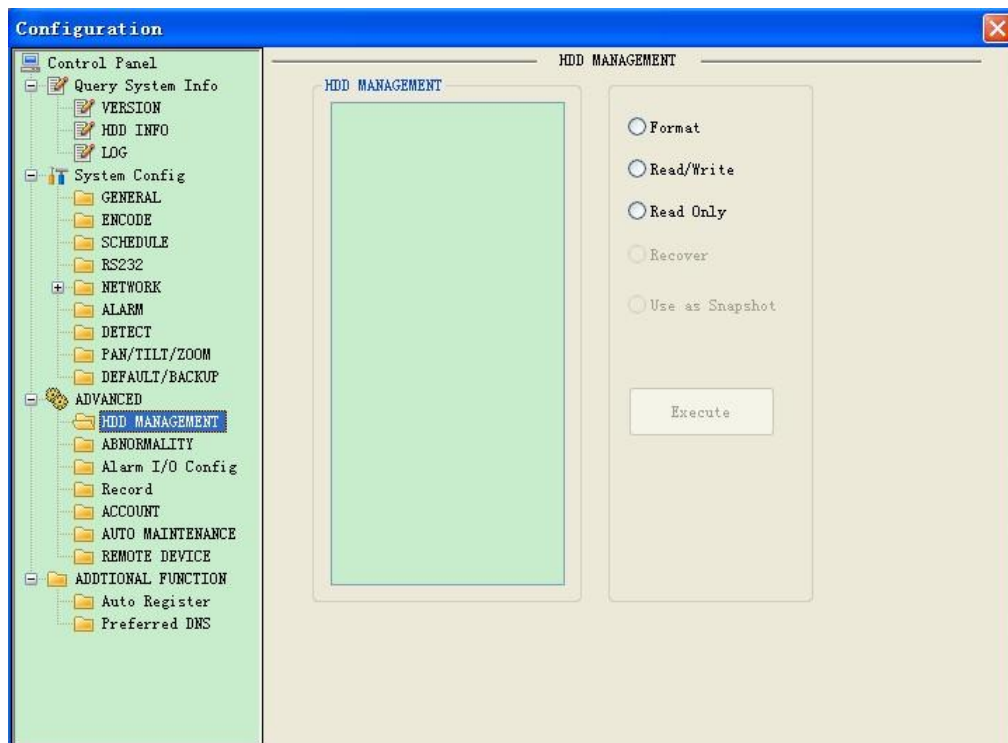 Configuration
Control Panel
Query System Info
VERSION
HDD INFO
LOG
System Config
GENERAL
ENCODE
SCHEDULE
RS232
NETWORK
ALARM
DETECT
PAN/TILT/ZOOM
DEFAULT/BACKUP
ADVANCED
HDD MANAGEMENT
ABNORMALITY
Alarm I/O Config
Record
ACCOUNT
AUTO MAINTENANCE
REMOTE DEVICE
ADDTIONAL FUNCTION
Auto Register
Preferred DNS
HDD MANAGEMENT
HDD MANAGEMENT
Format
Read/Write
Read Only
Recover
Use as Snapshot
Execute